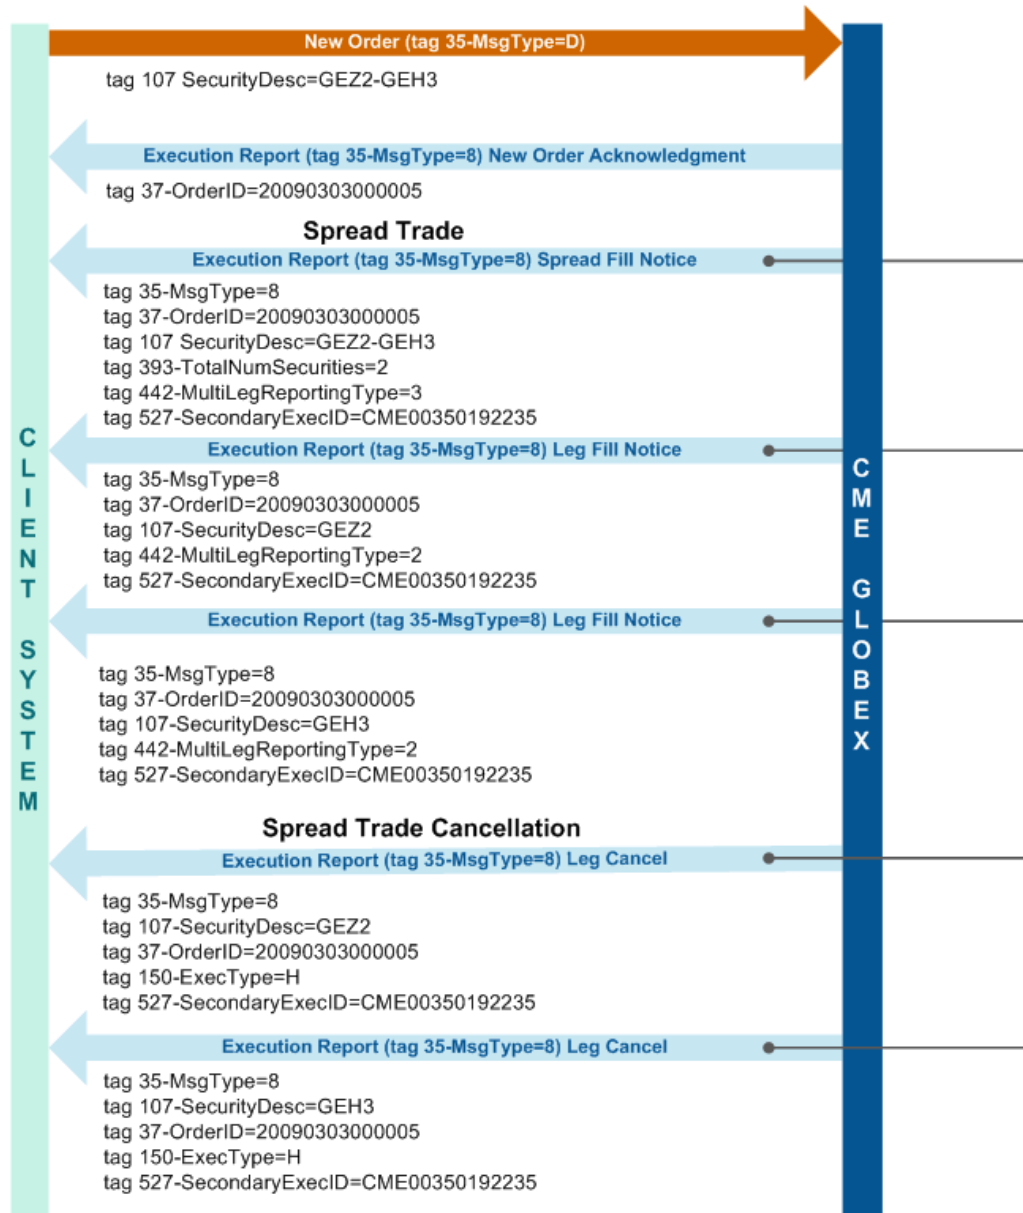 New Order (tag 35-MsgType=D)
tag 107 SecurityDesc=GEZ2-GEH3
Execution Report (tag 35-MsgType=8) New Order Acknowledgment
tag 37-OrderID=20090303000005
Spread Trade
Execution Report (tag 35-MsgType=8) Spread Fill Notice
tag 35-MsgType=8
tag 37-OrderID=20090303000005
tag 107 SecurityDesc=GEZ2-GEH3
tag 393-TotalNumSecurities=2
tag 442-MultiLegReportingType=3
tag 527-SecondaryExecID=CME00350192235
Execution Report (tag 35-MsgType=8) Leg Fill Notice
tag 35-MsgType=8
tag 37-OrderID=20090303000005
tag 107-SecurityDesc=GEZ2
tag 442-MultiLegReportingType=2
tag 527-SecondaryExecID=CME00350192235
Execution Report (tag 35-MsgType=8) Leg Fill Notice
tag 35-MsgType=8
tag 37-OrderID=20090303000005
tag 107-SecurityDesc=GEH3
tag 442-MultiLegReportingType=2
tag 527-SecondaryExecID=CME00350192235
Spread Trade Cancellation
Execution Report (tag 35-MsgType=8) Leg Cancel
tag 35-MsgType=8
tag 107-SecurityDesc=GEZ2
tag 37-OrderID=20090303000005
tag 150-ExecType=H
tag 527-SecondaryExecID=CME00350192235
Execution Report (tag 35-MsgType=8) Leg Cancel
tag 35-MsgType=8
tag 107-SecurityDesc=GEH3
tag 37-OrderID=20090303000005
tag 150-ExecType=H
tag 527-SecondaryExecID=CME00350192235
CLIENT SYSTEM
CME GLOBEX